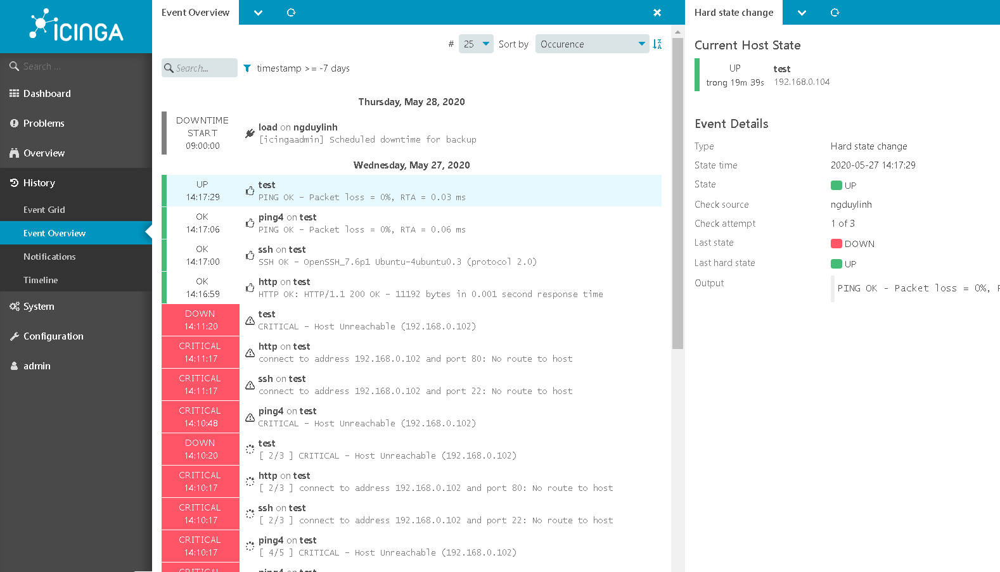 ICINGA
Search ...
Dashboard
Problems
Overview
History
Event Grid
Event Overview
Notifications
Timeline
System
Configuration
admin
Event Overview
# 25 Sort by Occurence
Search...
timestamp >= -7 days
Thursday, May 28, 2020
DOWNTIME START
09:00:00
load on ngduylinh
[icingaadmin] Scheduled downtime for backup
Wednesday, May 27, 2020
UP
14:17:29
test
PING OK - Packet loss = 0%, RTA = 0.03 ms
OK
14:17:06
ping4 on test
PING OK - Packet loss = 0%, RTA = 0.06 ms
OK
14:17:00
ssh on test
SSH OK - OpenSSH_7.6p1 Ubuntu-4ubuntu0.3 (protocol 2.0)
OK
14:16:59
http on test
HTTP OK: HTTP/1.1 200 OK - 11192 bytes in 0.001 second response time
DOWN
14:11:20
test
CRITICAL - Host Unreachable (192.168.0.102)
CRITICAL
14:11:17
http on test
connect to address 192.168.0.102 and port 80: No route to host
CRITICAL
14:11:17
ssh on test
connect to address 192.168.0.102 and port 22: No route to host
CRITICAL
14:10:48
ping4 on test
CRITICAL - Host Unreachable (192.168.0.102)
DOWN
14:10:20
test
[ 2/3 ] CRITICAL - Host Unreachable (192.168.0.102)
CRITICAL
14:10:17
http on test
[ 2/3 ] connect to address 192.168.0.102 and port 80: No route to host
CRITICAL
14:10:17
ssh on test
[ 2/3 ] connect to address 192.168.0.102 and port 22: No route to host
CRITICAL
14:10:17
ping4 on test
[ 4/5 ] CRITICAL - Host Unreachable (192.168.0.102)
CRITICAL
ping4 on test
Hard state change
Current Host State
UP
trong 19m 39s
test
192.168.0.104
Event Details
Type Hard state change
State time 2020-05-27 14:17:29
State UP
Check source ngduylinh
Check attempt 1 of 3
Last state DOWN
Last hard state UP
Output PING OK - Packet loss = 0%,